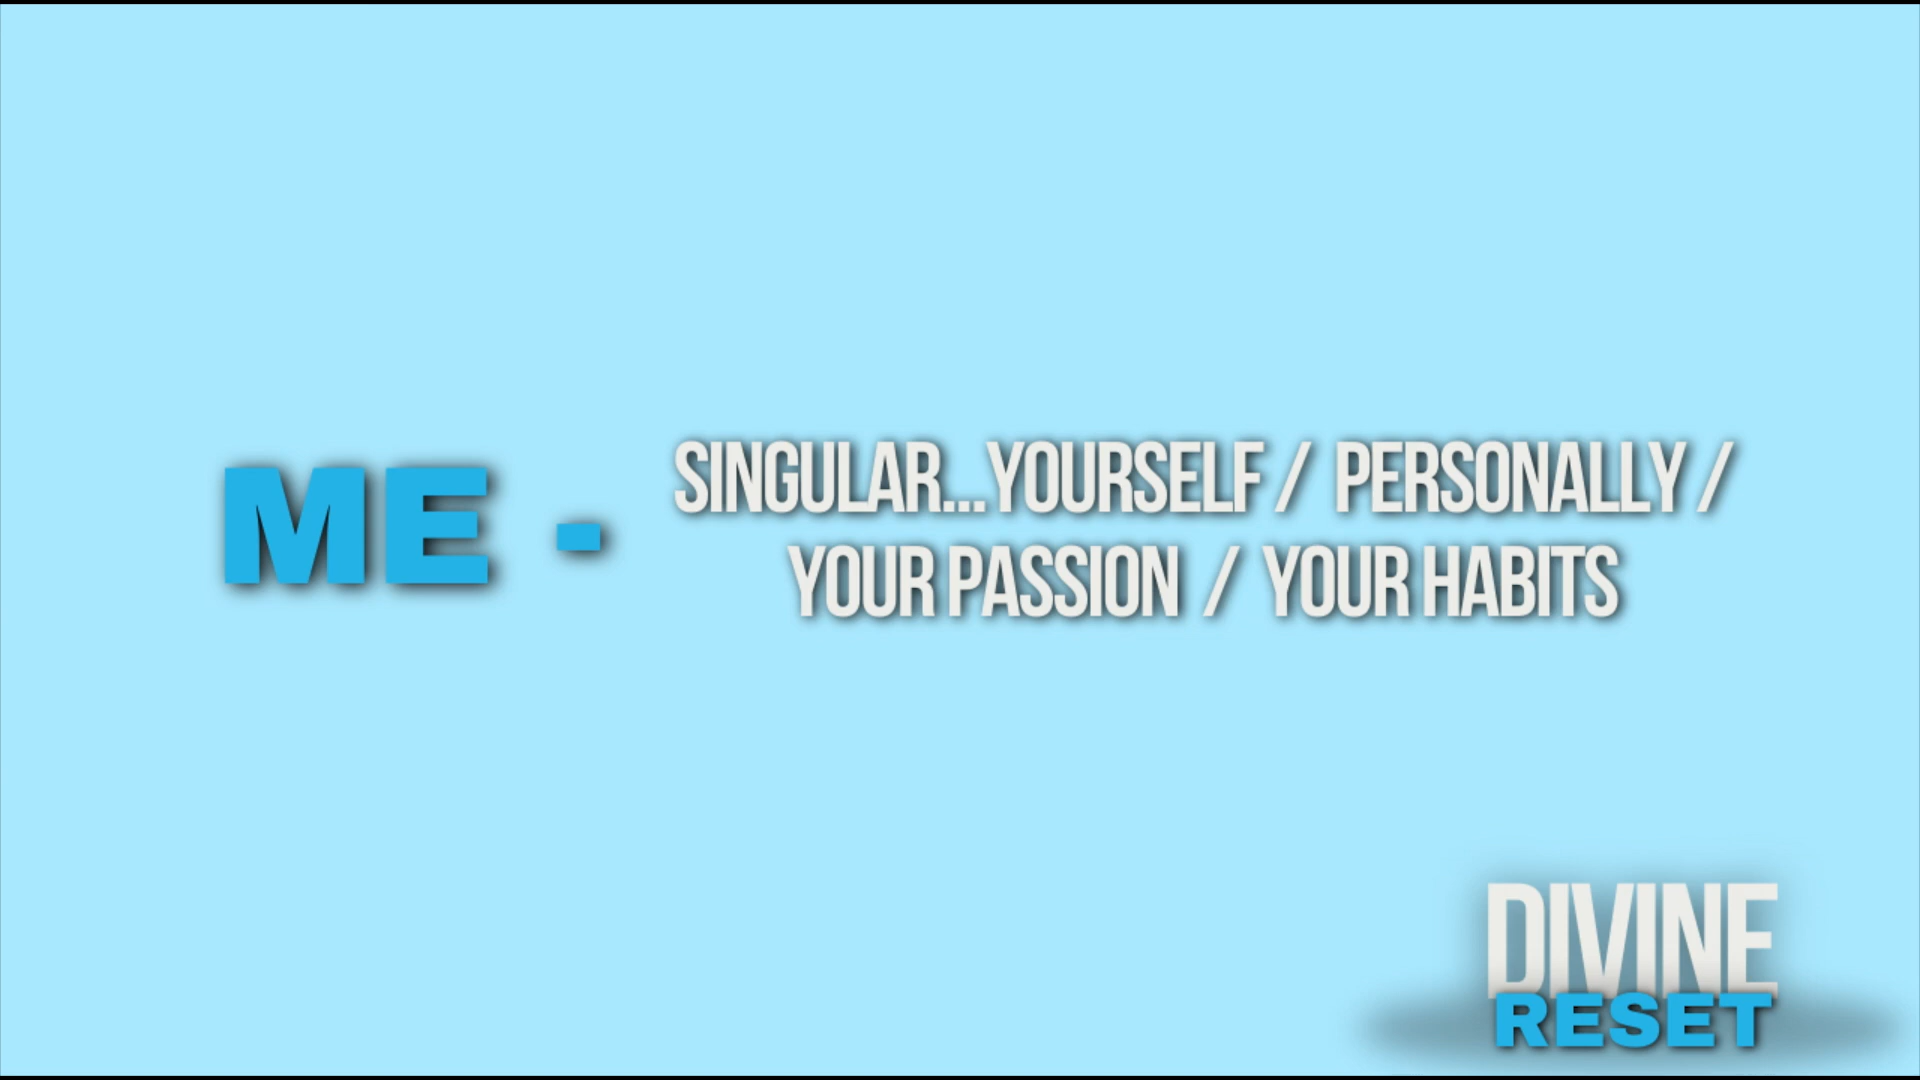 ME -
SINGULAR...YOURSELF / PERSONALLY /
YOUR PASSION / YOUR HABITS
DIVINE
RESET